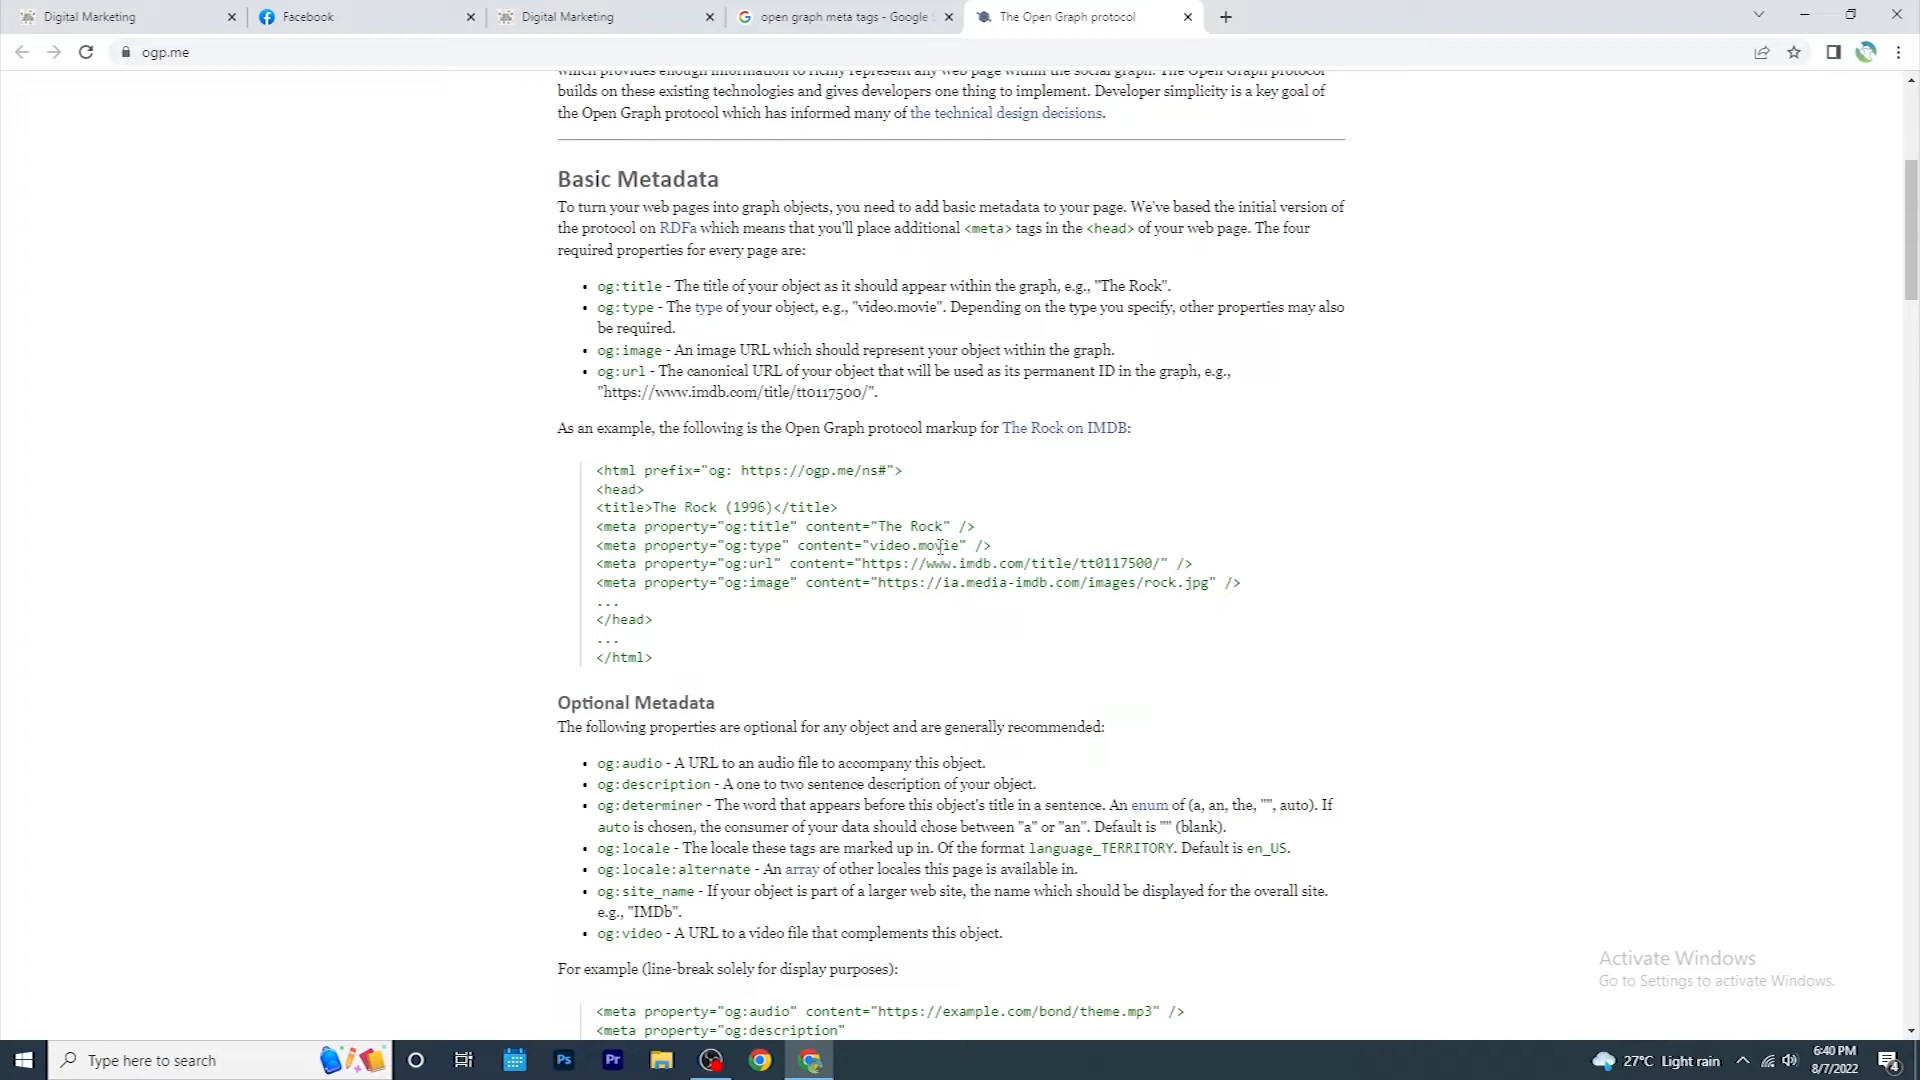 Digital Marketing
Facebook
Digital Marketing
open graph meta tags - Google
The Open Graph protocol
ogp.me
which provides enough information to richly represent any web page within the social graph. The Open Graph protocol
builds on these existing technologies and gives developers one thing to implement. Developer simplicity is a key goal of
the Open Graph protocol which has informed many of the technical design decisions.
Basic Metadata
To turn your web pages into graph objects, you need to add basic metadata to your page. We've based the initial version of
the protocol on RDFa which means that you'll place additional <meta> tags in the <head> of your web page. The four
required properties for every page are:
• og:title - The title of your object as it should appear within the graph, e.g., "The Rock".
• og:type - The type of your object, e.g., "video.movie". Depending on the type you specify, other properties may also
be required.
• og:image - An image URL which should represent your object within the graph.
• og:url - The canonical URL of your object that will be used as its permanent ID in the graph, e.g.,
"https://www.imdb.com/title/tt0117500/".
As an example, the following is the Open Graph protocol markup for The Rock on IMDB:
<html prefix="og: https://ogp.me/ns#">
<head>
<title>The Rock (1996)</title>
<meta property="og:title" content="The Rock" />
<meta property="og:type" content="video.movie" />
<meta property="og:url" content="https://www.imdb.com/title/tt0117500/" />
<meta property="og:image" content="https://ia.media-imdb.com/images/rock.jpg" />
...
</head>
...
</html>
Optional Metadata
The following properties are optional for any object and are generally recommended:
• og:audio - A URL to an audio file to accompany this object.
• og:description - A one to two sentence description of your object.
• og:determiner - The word that appears before this object's title in a sentence. An enum of (a, an, the, "", auto). If
auto is chosen, the consumer of your data should chose between "a" or "an". Default is "" (blank).
• og:locale - The locale these tags are marked up in. Of the format language_TERRITORY. Default is en_US.
• og:locale:alternate - An array of other locales this page is available in.
• og:site_name - If your object is part of a larger web site, the name which should be displayed for the overall site.
e.g., "IMDb".
• og:video - A URL to a video file that complements this object.
For example (line-break solely for display purposes):
<meta property="og:audio" content="https://example.com/bond/theme.mp3" />
<meta property="og:description"
Activate Windows
Go to Settings to activate Windows.
Type here to search
Ps
Pr
27°C Light rain
6:40 PM
8/7/2022
4